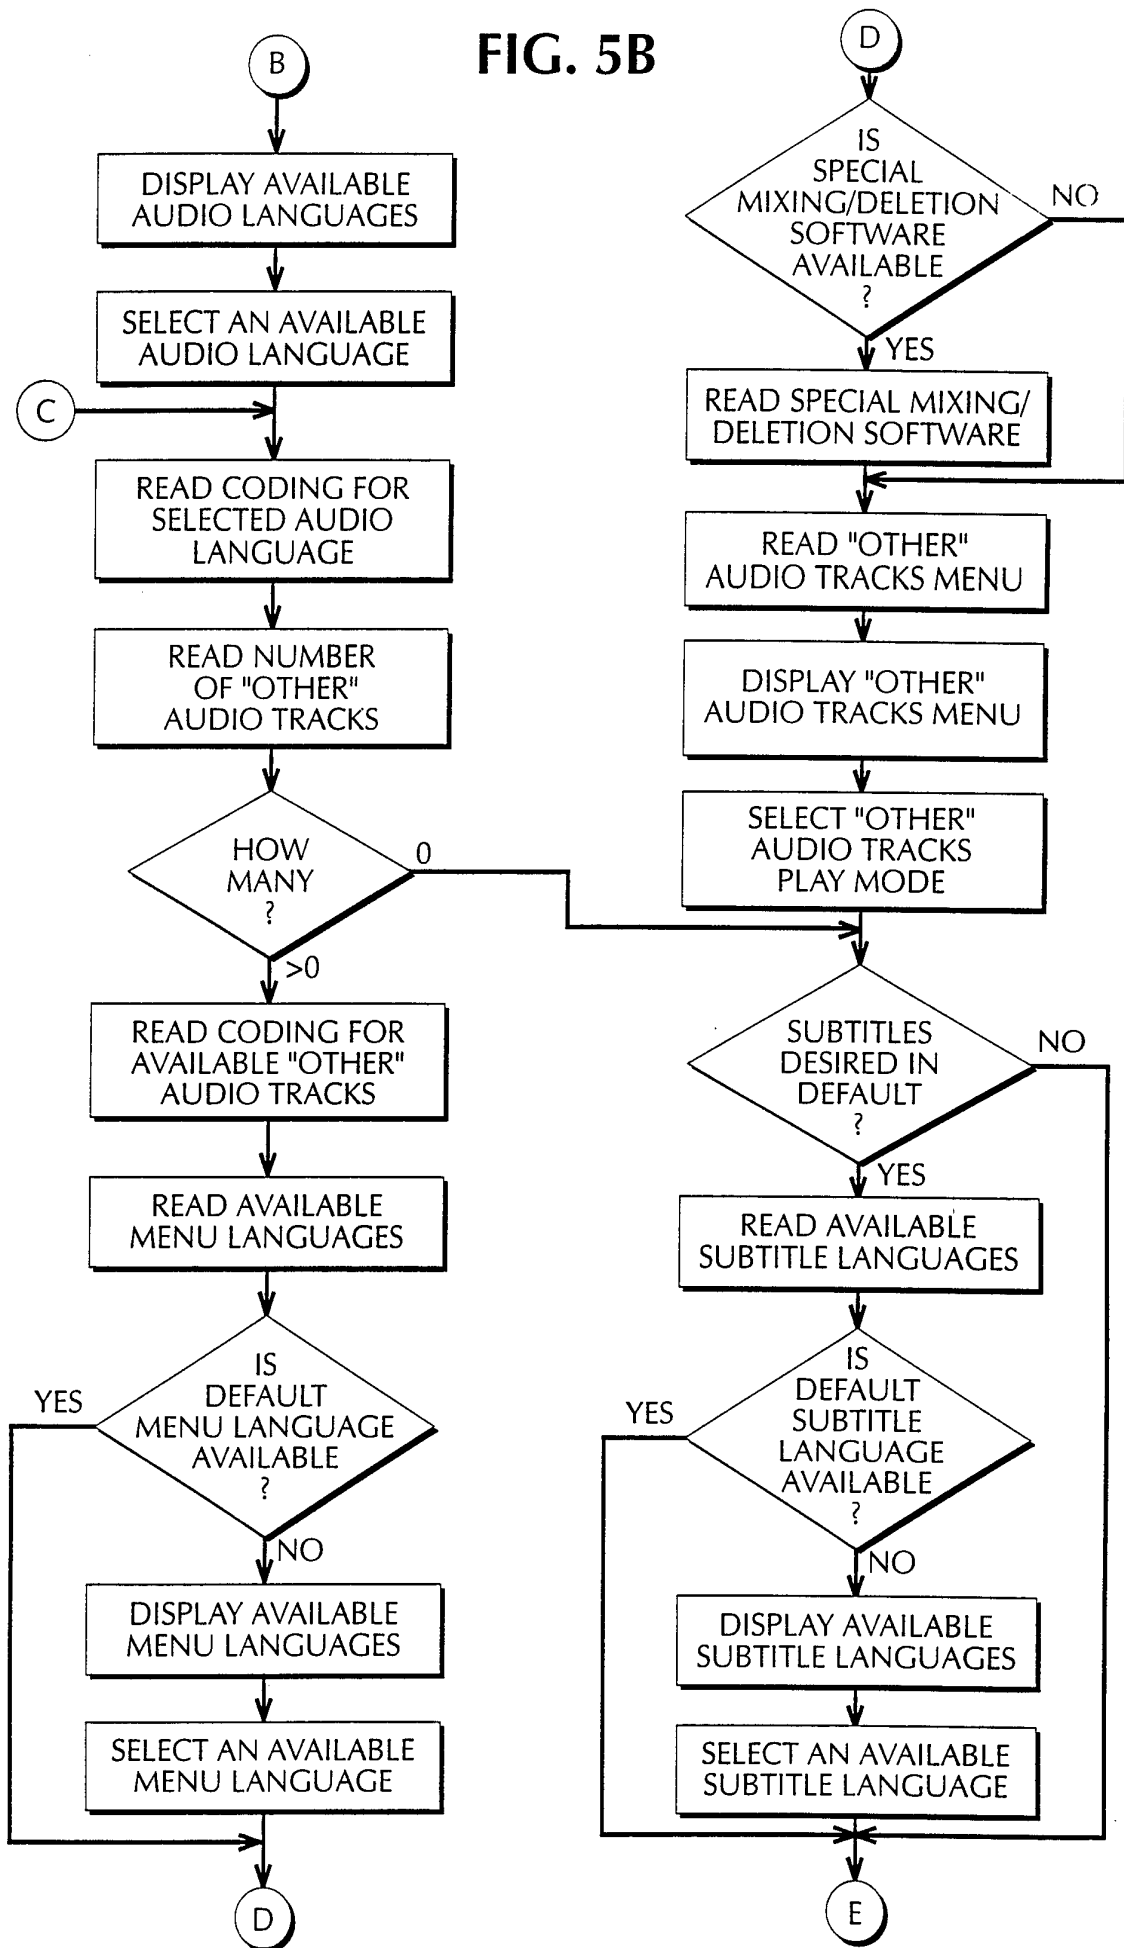 FIG. 5B
B
DISPLAY AVAILABLE
AUDIO LANGUAGES
SELECT AN AVAILABLE
AUDIO LANGUAGE
C
READ CODING FOR
SELECTED AUDIO
LANGUAGE
READ NUMBER
OF "OTHER"
AUDIO TRACKS
HOW
MANY
?
0
>0
READ CODING FOR
AVAILABLE "OTHER"
AUDIO TRACKS
READ AVAILABLE
MENU LANGUAGES
IS
DEFAULT
MENU LANGUAGE
AVAILABLE
?
YES
NO
DISPLAY AVAILABLE
MENU LANGUAGES
SELECT AN AVAILABLE
MENU LANGUAGE
D
D
IS
SPECIAL
MIXING/DELETION
SOFTWARE
AVAILABLE
?
NO
YES
READ SPECIAL MIXING/
DELETION SOFTWARE
READ "OTHER"
AUDIO TRACKS MENU
DISPLAY "OTHER"
AUDIO TRACKS MENU
SELECT "OTHER"
AUDIO TRACKS
PLAY MODE
SUBTITLES
DESIRED IN
DEFAULT
?
NO
YES
READ AVAILABLE
SUBTITLE LANGUAGES
IS
DEFAULT
SUBTITLE
LANGUAGE
AVAILABLE
?
YES
NO
DISPLAY AVAILABLE
SUBTITLE LANGUAGES
SELECT AN AVAILABLE
SUBTITLE LANGUAGE
E